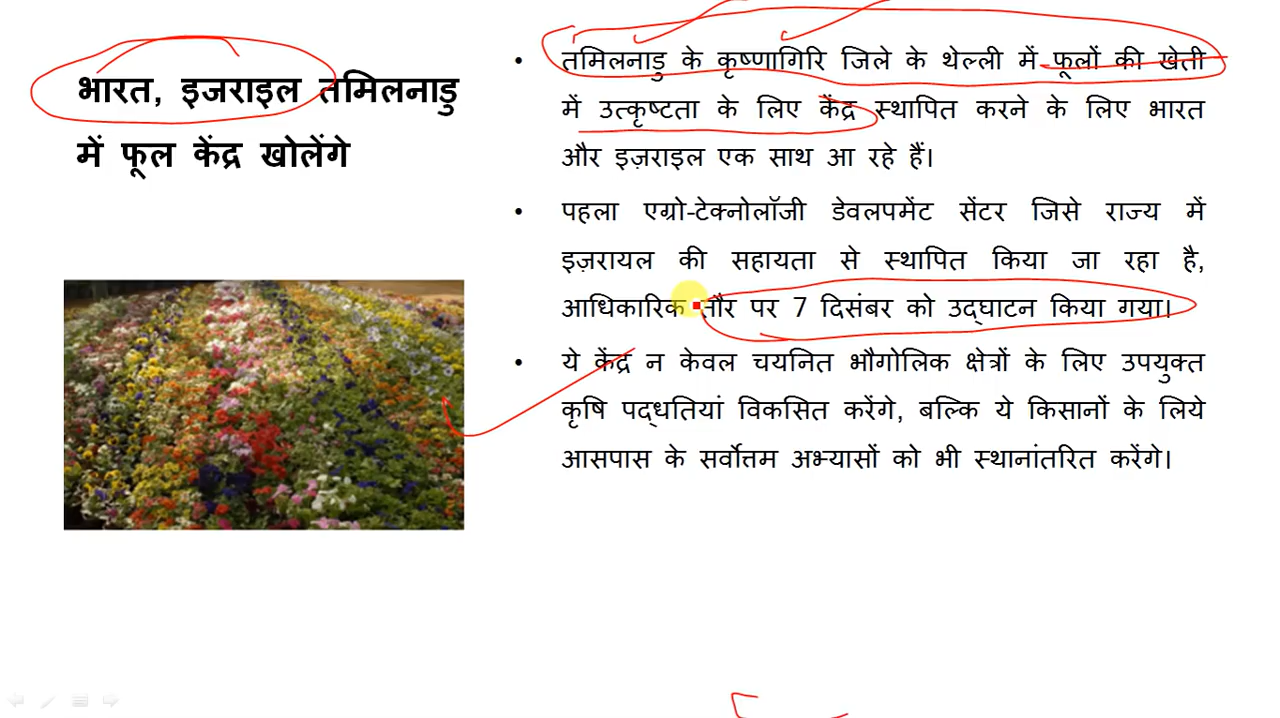 भारत, इजराइल तमिलनाडु
में फूल केंद्र खोलेंगे
• तमिलनाडु के कृष्णागिरि जिले के थेल्ली में फूलों की खेती
में उत्कृष्टता के लिए केंद्र स्थापित करने के लिए भारत
और इज़राइल एक साथ आ रहे हैं।
• पहला एग्रो-टेक्नोलॉजी डेवलपमेंट सेंटर जिसे राज्य में
इज़रायल की सहायता से स्थापित किया जा रहा है,
आधिकारिक तौर पर 7 दिसंबर को उद्घाटन किया गया।
• ये केंद्र न केवल चयनित भौगोलिक क्षेत्रों के लिए उपयुक्त
कृषि पद्धतियां विकसित करेंगे, बल्कि ये किसानों के लिये
आसपास के सर्वोत्तम अभ्यासों को भी स्थानांतरित करेंगे।